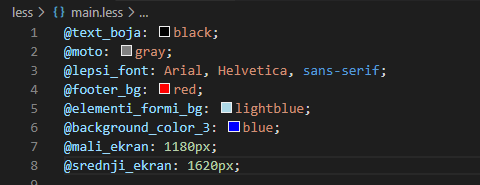 less > {} main.less > ...
1 @text_boja: black;
2 @moto: gray;
3 @lepsi_font: Arial, Helvetica, sans-serif;
4 @footer_bg: red;
5 @elementi_formi_bg: lightblue;
6 @background_color_3: blue;
7 @mali_ekran: 1180px;
8 @srednji_ekran: 1620px;